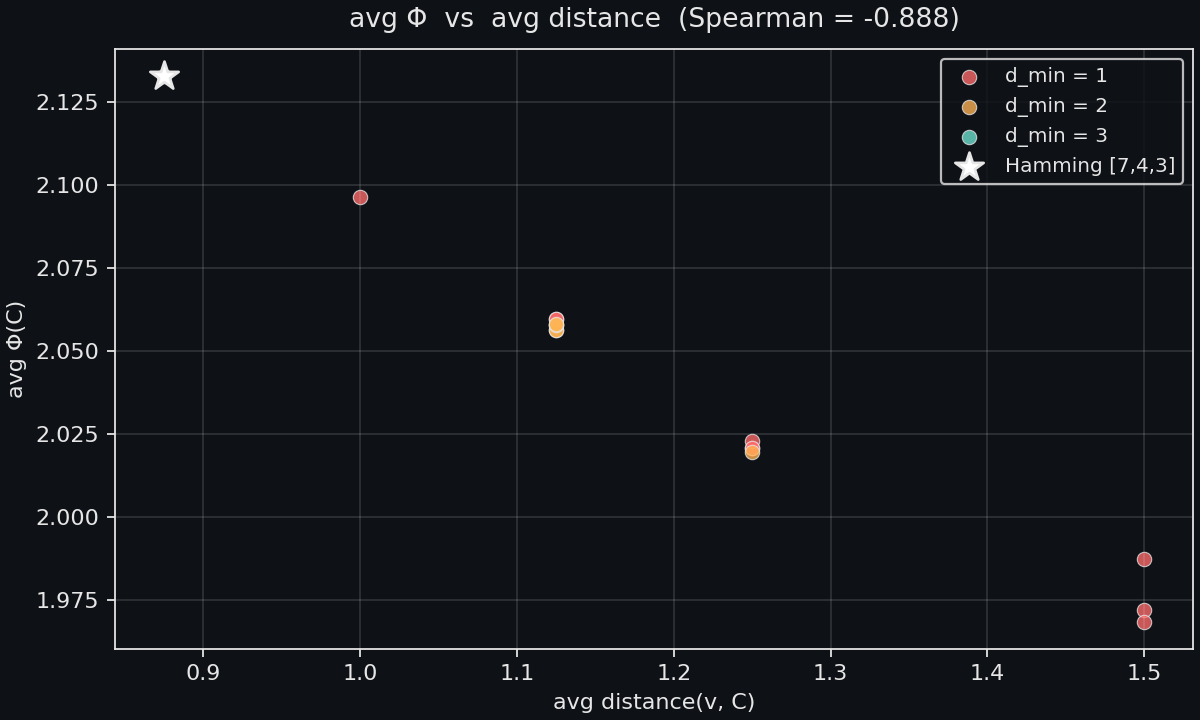 avg Φ  vs  avg distance  (Spearman = -0.888)
d_min = 1
d_min = 2
d_min = 3
Hamming [7,4,3]
avg Φ(C)
2.125
2.100
2.075
2.050
2.025
2.000
1.975
0.9 1.0 1.1 1.2 1.3 1.4 1.5
avg distance(v, C)